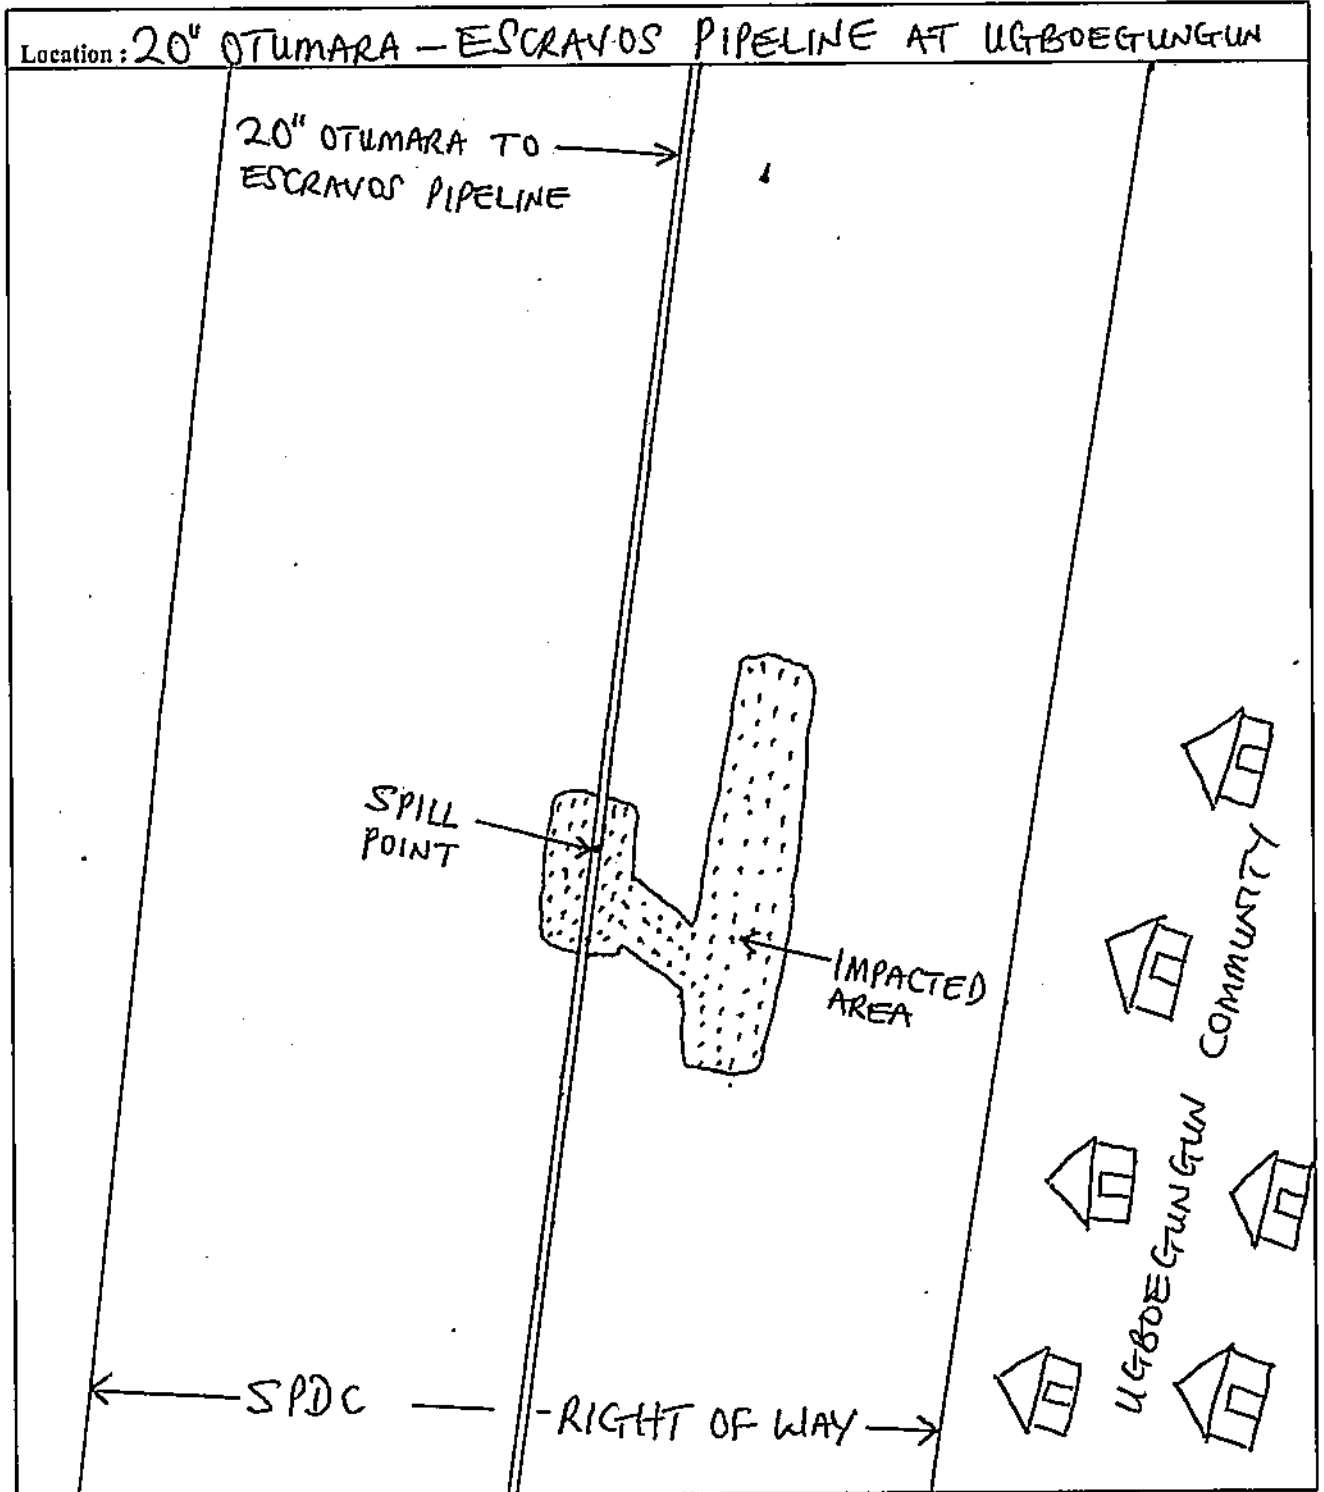 Location: 20" OTUMARA - ESCRAVOS PIPELINE AT UGBOEGUNGUN
20" OTUMARA TO
ESCRAVOS PIPELINE
SPILL
POINT
IMPACTED
AREA
UGBOEGUNGUN COMMUNITY
SPDC - RIGHT OF WAY